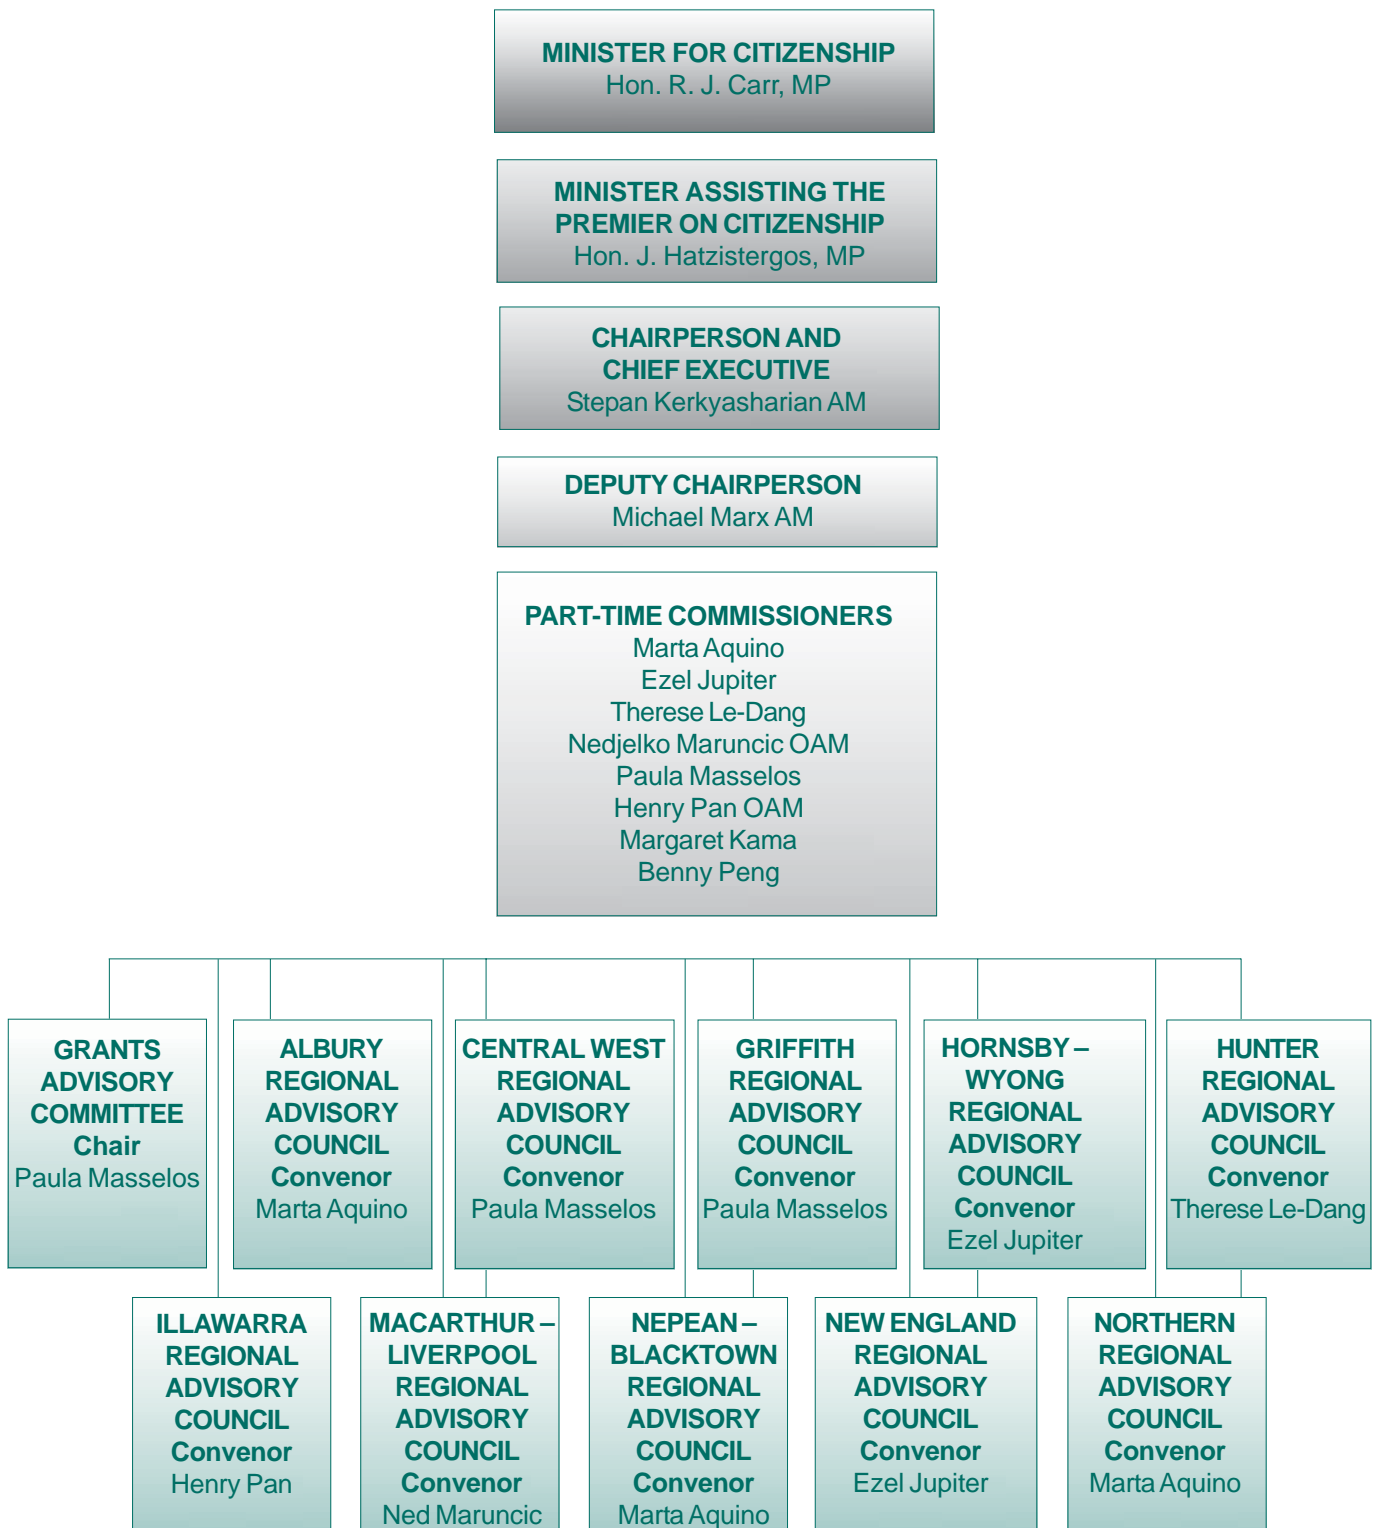 MINISTER FOR CITIZENSHIP
Hon. R. J. Carr, MP
MINISTER ASSISTING THE
PREMIER ON CITIZENSHIP
Hon. J. Hatzistergos, MP
CHAIRPERSON AND
CHIEF EXECUTIVE
Stepan Kerkyasharian AM
DEPUTY CHAIRPERSON
Michael Marx AM
PART-TIME COMMISSIONERS
Marta Aquino
Ezel Jupiter
Therese Le-Dang
Nedjelko Maruncic OAM
Paula Masselos
Henry Pan OAM
Margaret Kama
Benny Peng
GRANTS
ADVISORY
COMMITTEE
Chair
Paula Masselos
ALBURY
REGIONAL
ADVISORY
COUNCIL
Convenor
Marta Aquino
CENTRAL WEST
REGIONAL
ADVISORY
COUNCIL
Convenor
Paula Masselos
GRIFFITH
REGIONAL
ADVISORY
COUNCIL
Convenor
Paula Masselos
HORNSBY –
WYONG
REGIONAL
ADVISORY
COUNCIL
Convenor
Ezel Jupiter
HUNTER
REGIONAL
ADVISORY
COUNCIL
Convenor
Therese Le-Dang
ILLAWARRA
REGIONAL
ADVISORY
COUNCIL
Convenor
Henry Pan
MACARTHUR –
LIVERPOOL
REGIONAL
ADVISORY
COUNCIL
Convenor
Ned Maruncic
NEPEAN –
BLACKTOWN
REGIONAL
ADVISORY
COUNCIL
Convenor
Marta Aquino
NEW ENGLAND
REGIONAL
ADVISORY
COUNCIL
Convenor
Ezel Jupiter
NORTHERN
REGIONAL
ADVISORY
COUNCIL
Convenor
Marta Aquino